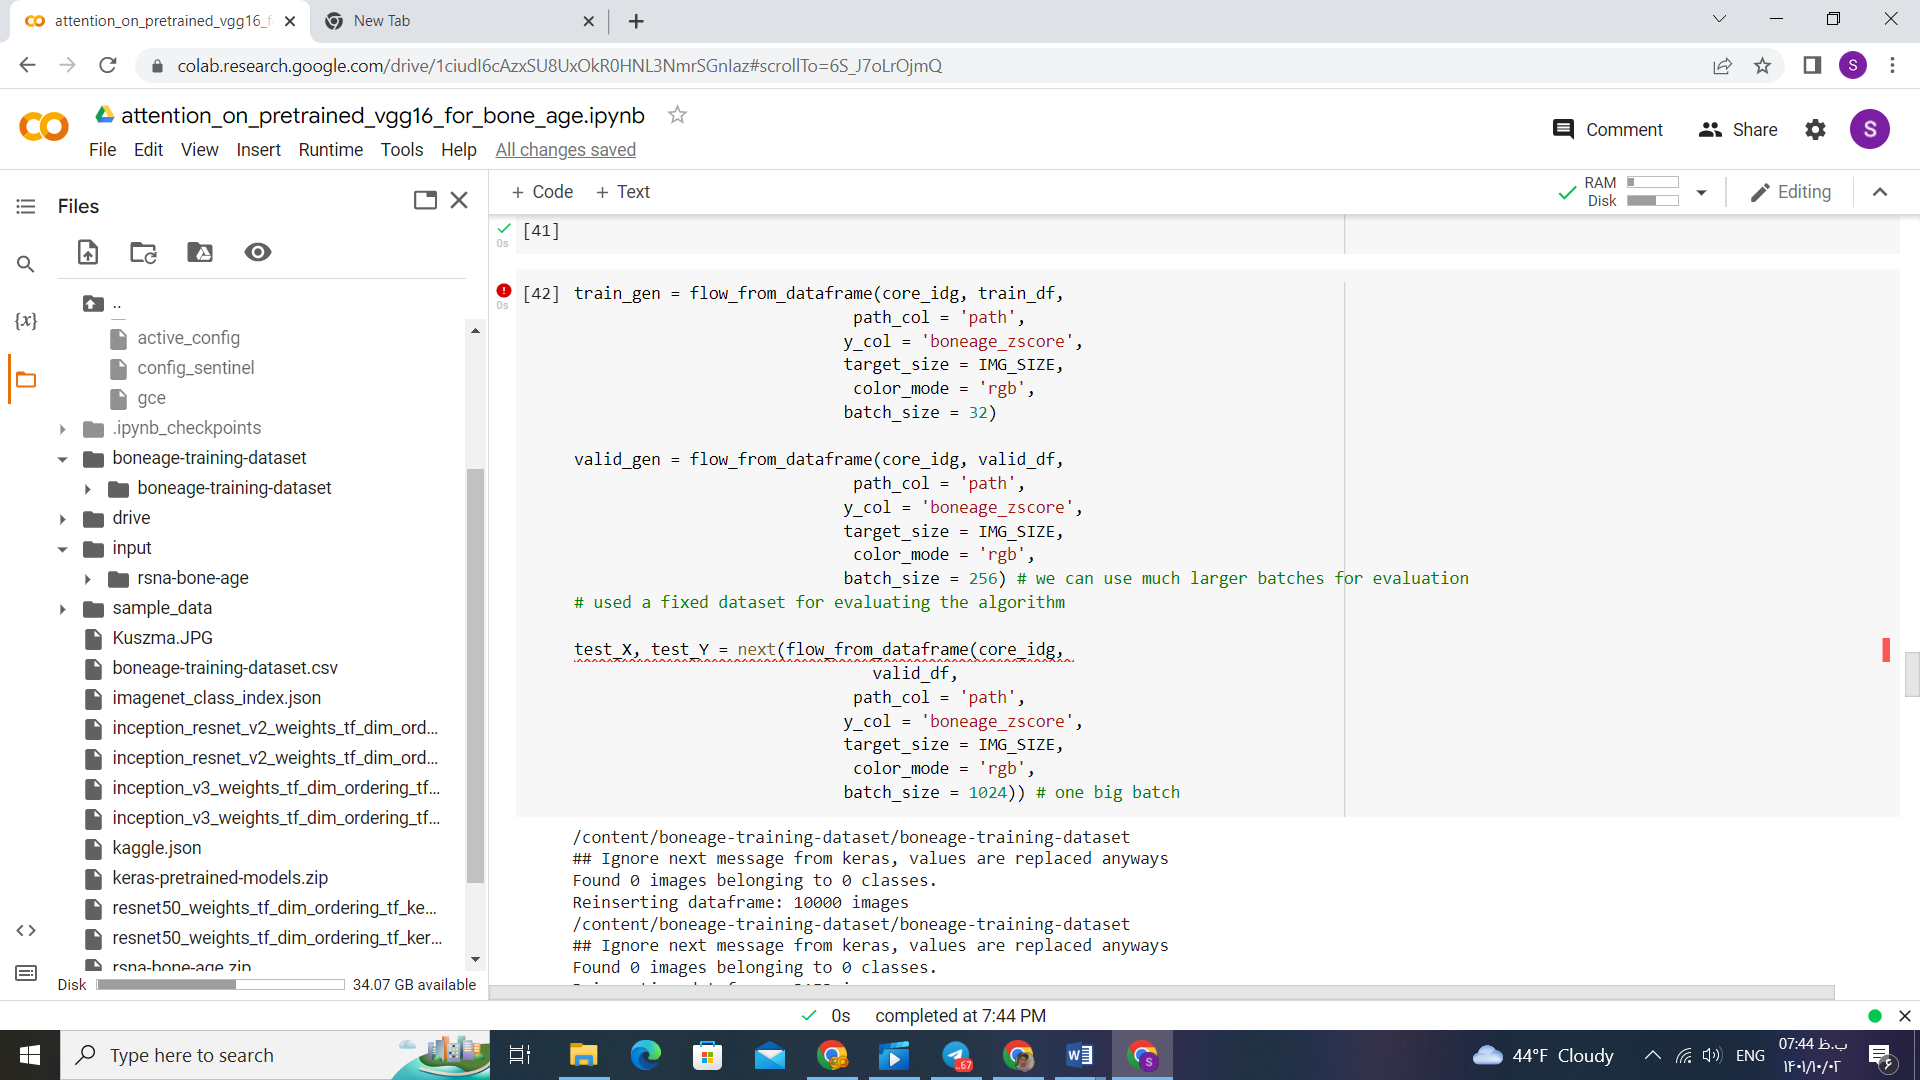 attention_on_pretrained_vgg16_f
New Tab
colab.research.google.com/drive/1ciudI6cAzxSU8UxOkR0HNL3NmrSGnIaz#scrollTo=6S_J7oLrOjmQ
S
attention_on_pretrained_vgg16_for_bone_age.ipynb
Comment
Share
S
File Edit View Insert Runtime Tools Help All changes saved
Files
+ Code + Text
RAM
Disk
Editing
..
active_config
config_sentinel
gce
.ipynb_checkpoints
boneage-training-dataset
boneage-training-dataset
drive
input
rsna-bone-age
sample_data
Kuszma.JPG
boneage-training-dataset.csv
imagenet_class_index.json
inception_resnet_v2_weights_tf_dim_ord...
inception_resnet_v2_weights_tf_dim_ord...
inception_v3_weights_tf_dim_ordering_tf...
inception_v3_weights_tf_dim_ordering_tf...
kaggle.json
keras-pretrained-models.zip
resnet50_weights_tf_dim_ordering_tf_ke...
resnet50_weights_tf_dim_ordering_tf_ker...
rsna-bone-age.zip
Disk 34.07 GB available
{x}
0s
[41]
0s
[42] train_gen = flow_from_dataframe(core_idg, train_df,
path_col = 'path',
y_col = 'boneage_zscore',
target_size = IMG_SIZE,
color_mode = 'rgb',
batch_size = 32)
valid_gen = flow_from_dataframe(core_idg, valid_df,
path_col = 'path',
y_col = 'boneage_zscore',
target_size = IMG_SIZE,
color_mode = 'rgb',
batch_size = 256) # we can use much larger batches for evaluation
# used a fixed dataset for evaluating the algorithm
test_X, test_Y = next(flow_from_dataframe(core_idg,
valid_df,
path_col = 'path',
y_col = 'boneage_zscore',
target_size = IMG_SIZE,
color_mode = 'rgb',
batch_size = 1024)) # one big batch
/content/boneage-training-dataset/boneage-training-dataset
## Ignore next message from keras, values are replaced anyways
Found 0 images belonging to 0 classes.
Reinserting dataframe: 10000 images
/content/boneage-training-dataset/boneage-training-dataset
## Ignore next message from keras, values are replaced anyways
Found 0 images belonging to 0 classes.
0s completed at 7:44 PM
Type here to search
67
44°F Cloudy
ENG
07:44 ب.ظ
۱۴۰۱/۱۰/۰۲
۶